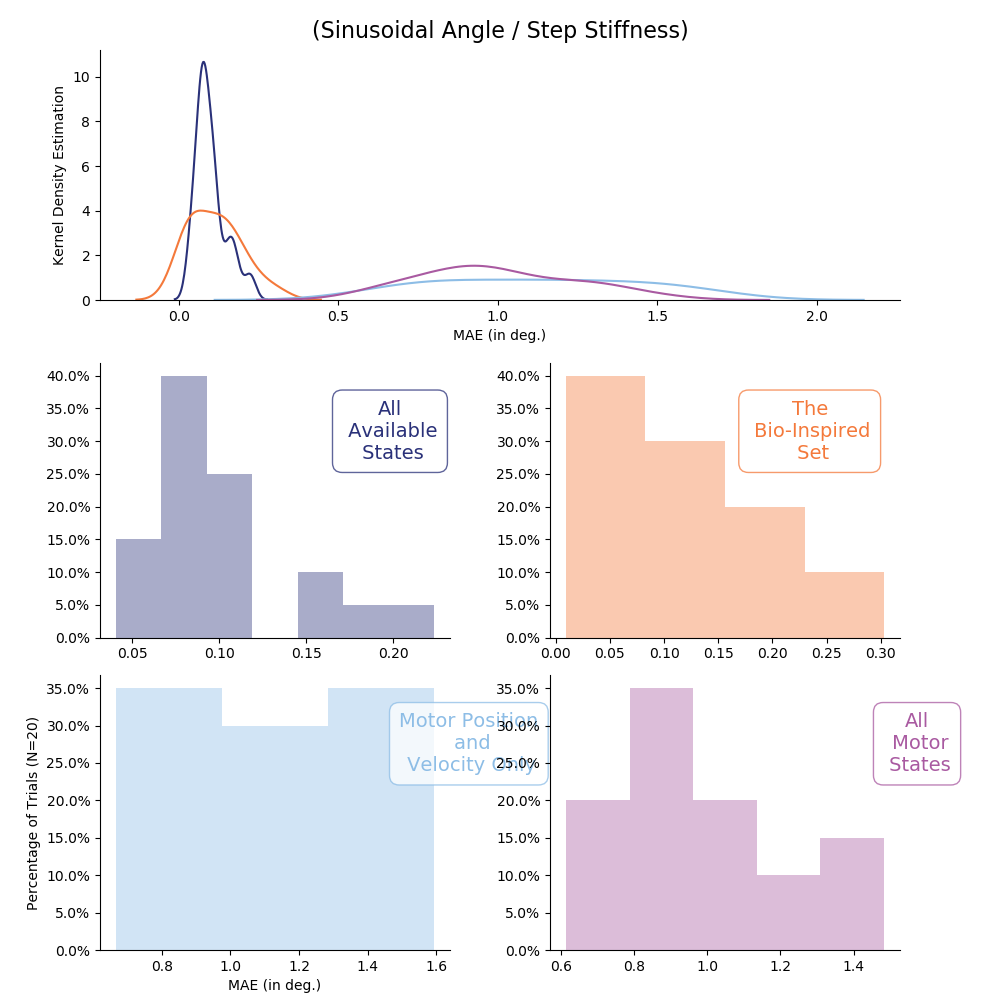 (Sinusoidal Angle / Step Stiffness)
Kernel Density Estimation
10
8
6
4
2
0
0.0 0.5 1.0 1.5 2.0
MAE (in deg.)
40.0%
35.0%
30.0%
25.0%
20.0%
15.0%
10.0%
5.0%
0.0%
0.05 0.10 0.15 0.20
All
Available
States
40.0%
35.0%
30.0%
25.0%
20.0%
15.0%
10.0%
5.0%
0.0%
0.00 0.05 0.10 0.15 0.20 0.25 0.30
The
Bio-Inspired
Set
Percentage of Trials (N=20)
35.0%
30.0%
25.0%
20.0%
15.0%
10.0%
5.0%
0.0%
0.8 1.0 1.2 1.4 1.6
MAE (in deg.)
Motor Position
and
Velocity Only
35.0%
30.0%
25.0%
20.0%
15.0%
10.0%
5.0%
0.0%
0.6 0.8 1.0 1.2 1.4
All
Motor
States